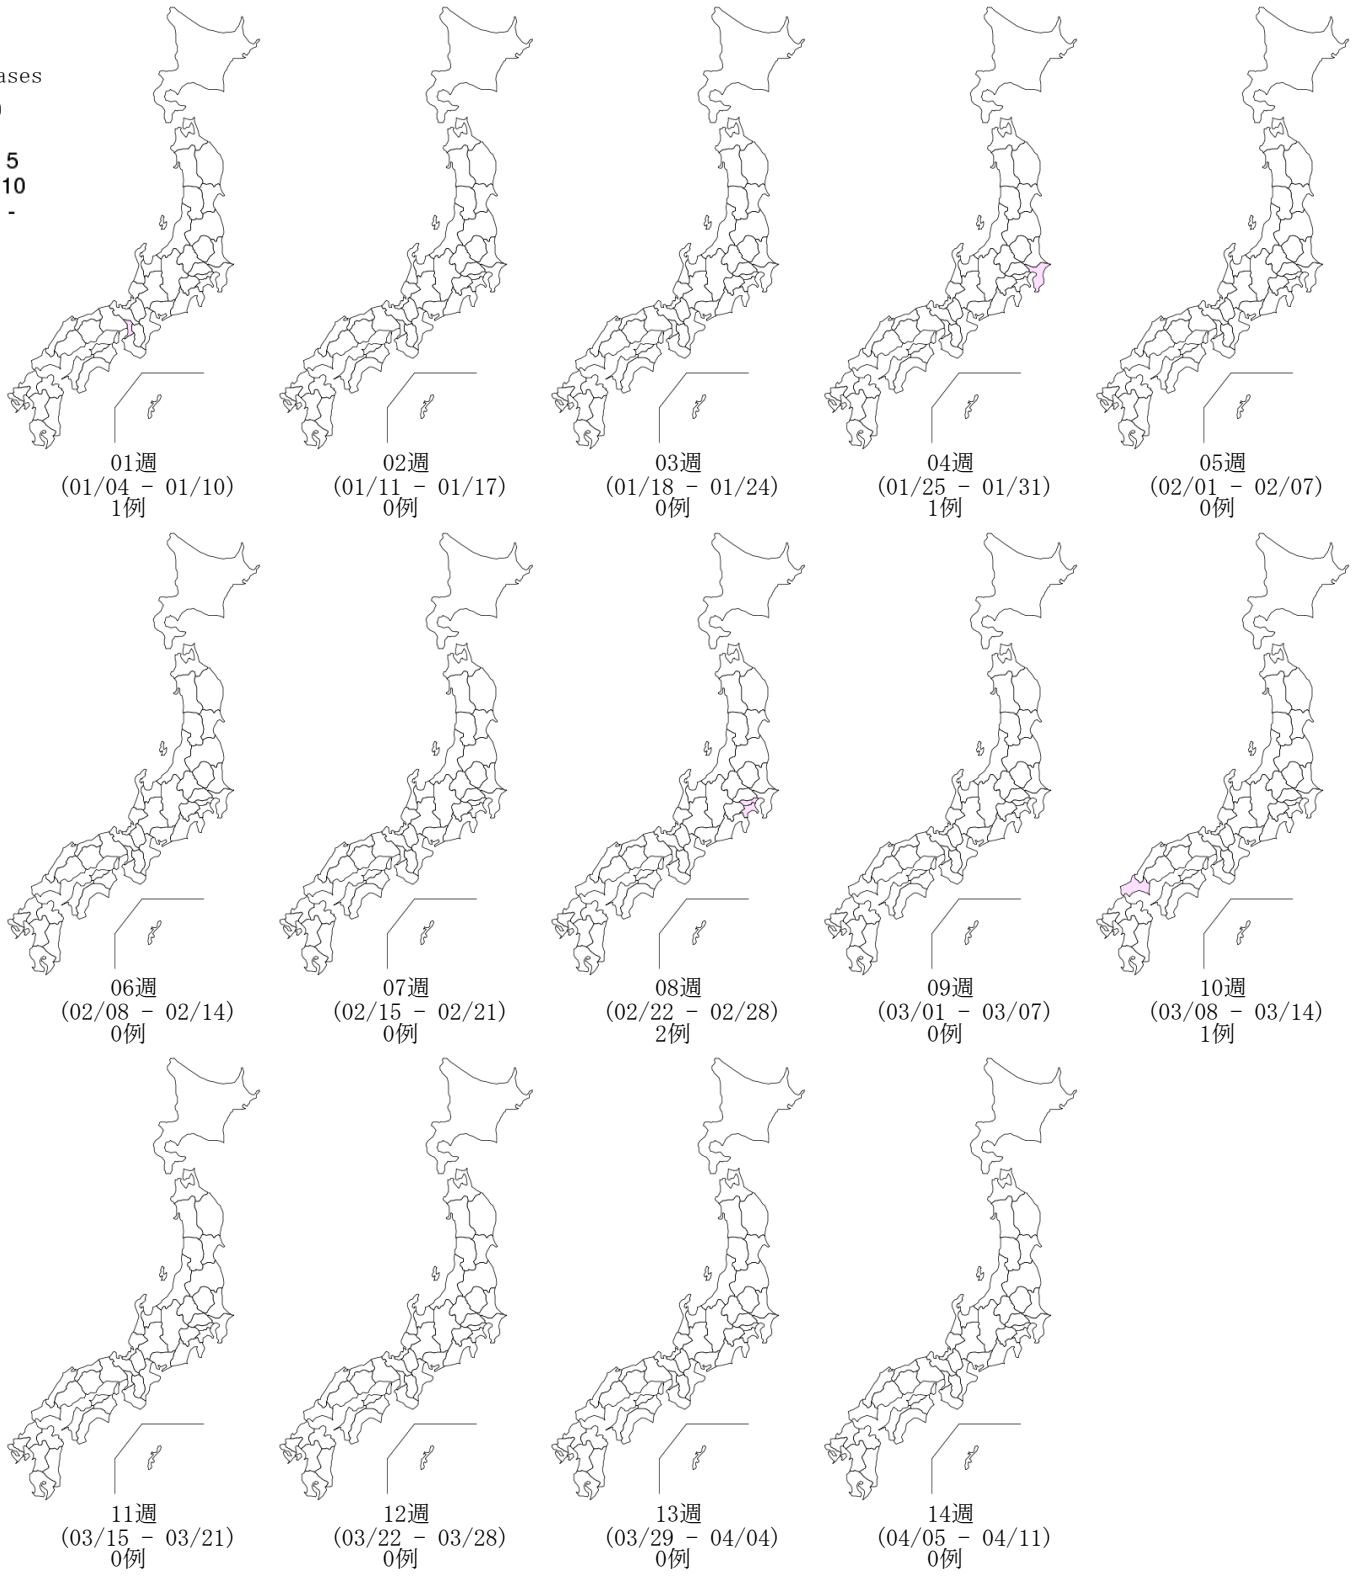 ases
5
10
-
01週
(01/04 - 01/10)
1例
02週
(01/11 - 01/17)
0例
03週
(01/18 - 01/24)
0例
04週
(01/25 - 01/31)
1例
05週
(02/01 - 02/07)
0例
06週
(02/08 - 02/14)
0例
07週
(02/15 - 02/21)
0例
08週
(02/22 - 02/28)
2例
09週
(03/01 - 03/07)
0例
10週
(03/08 - 03/14)
1例
11週
(03/15 - 03/21)
0例
12週
(03/22 - 03/28)
0例
13週
(03/29 - 04/04)
0例
14週
(04/05 - 04/11)
0例